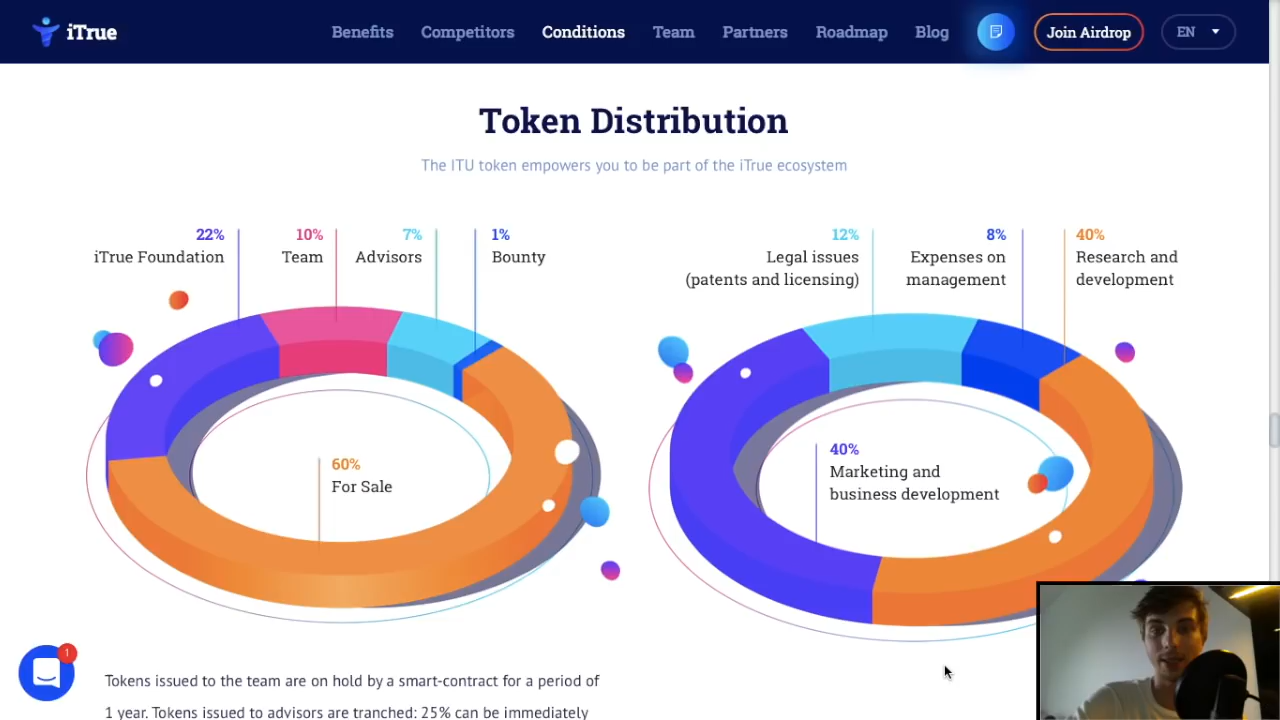 iTrue
Benefits
Competitors
Conditions
Team
Partners
Roadmap
Blog
Join Airdrop
EN
Token Distribution
The ITU token empowers you to be part of the iTrue ecosystem
22%
iTrue Foundation
10%
Team
7%
Advisors
1%
Bounty
60%
For Sale
12%
Legal issues
(patents and licensing)
8%
Expenses on
management
40%
Research and
development
40%
Marketing and
business development
1
Tokens issued to the team are on hold by a smart-contract for a period of
1 year. Tokens issued to advisors are tranched: 25% can be immediately